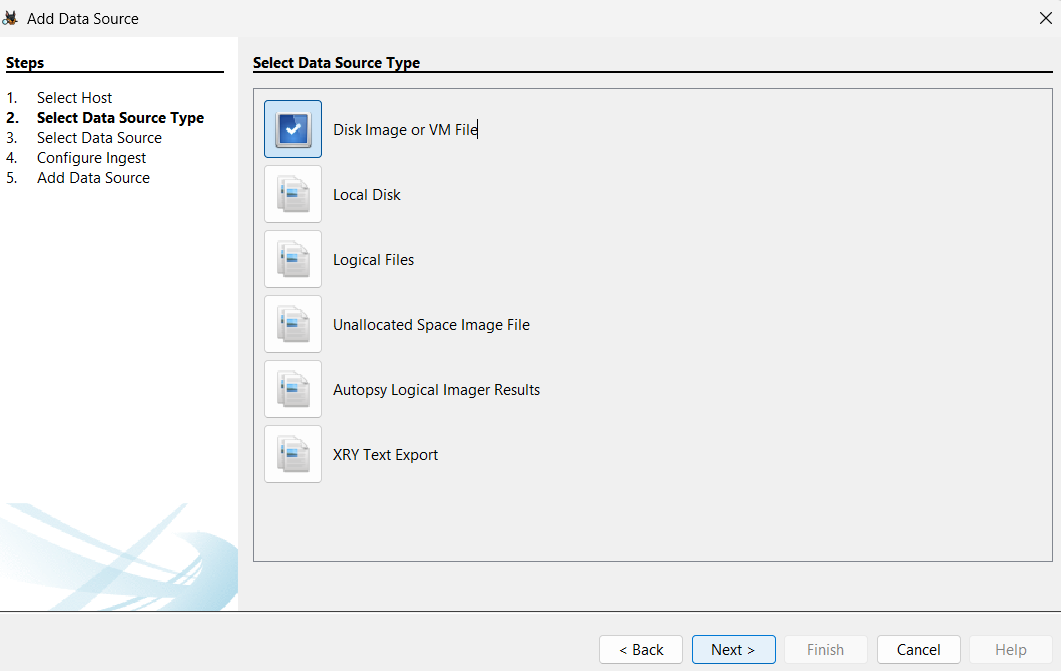 Add Data Source
Steps
1. Select Host
2. Select Data Source Type
3. Select Data Source
4. Configure Ingest
5. Add Data Source
Select Data Source Type
Disk Image or VM File
Local Disk
Logical Files
Unallocated Space Image File
Autopsy Logical Imager Results
XRY Text Export
< Back
Next >
Finish
Cancel
Help